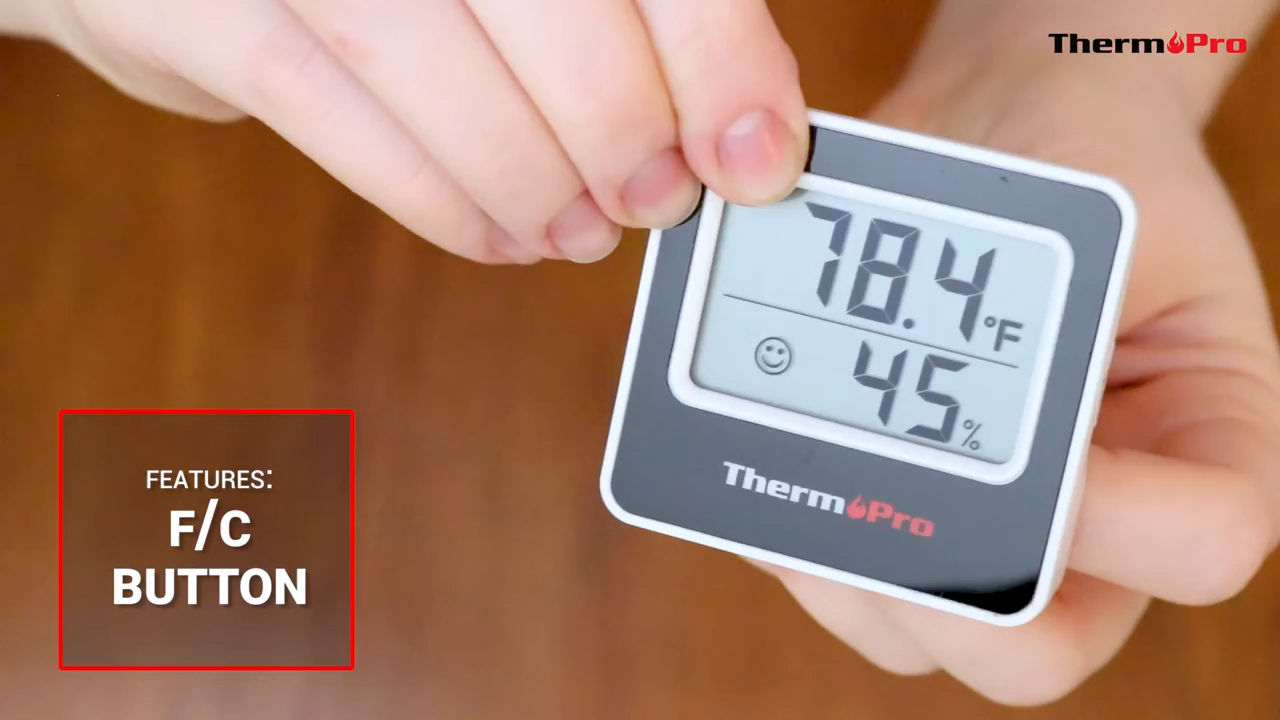 ThermoPro
78.4 °F
45 %
ThermoPro
FEATURES:
F/C
BUTTON